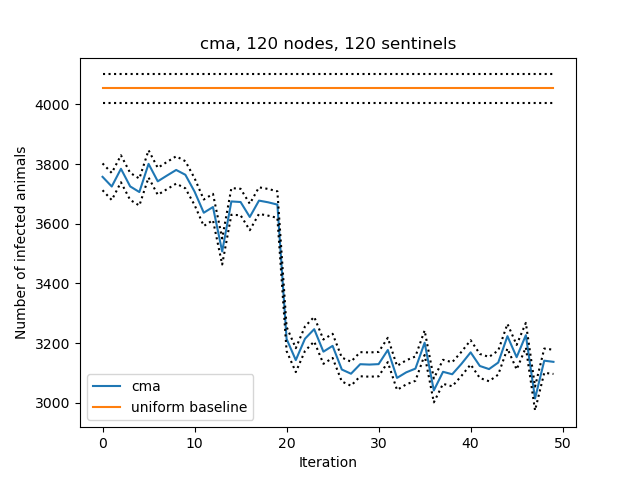 cma, 120 nodes, 120 sentinels
Number of infected animals
4000
3800
3600
3400
3200
3000
cma
uniform baseline
0 10 20 30 40 50
Iteration